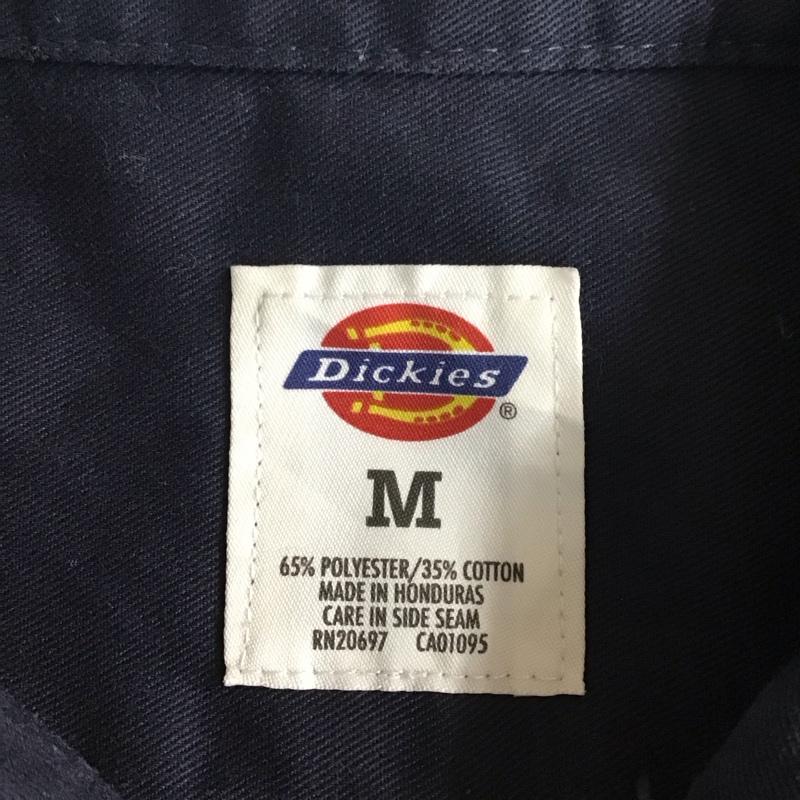 Dickies
®
M
65% POLYESTER/35% COTTON
MADE IN HONDURAS
CARE IN SIDE SEAM
RN20697 CA01095